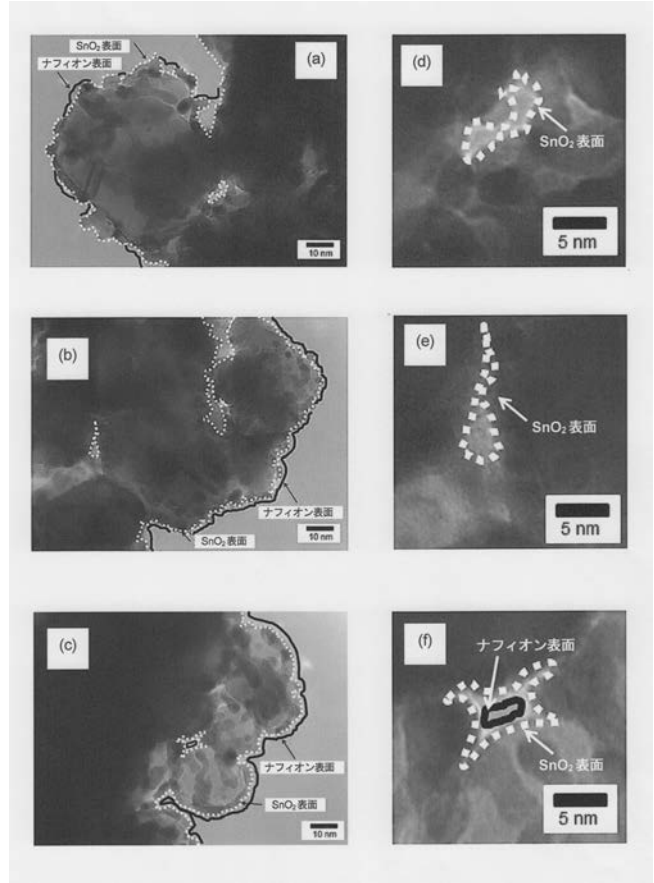 SnO₂表面
ナフィオン表面
(a)
10 nm
(d)
SnO₂表面
5 nm
(b)
ナフィオン表面
SnO₂表面
10 nm
(e)
SnO₂表面
5 nm
(c)
ナフィオン表面
SnO₂表面
10 nm
(f)
ナフィオン表面
SnO₂表面
5 nm